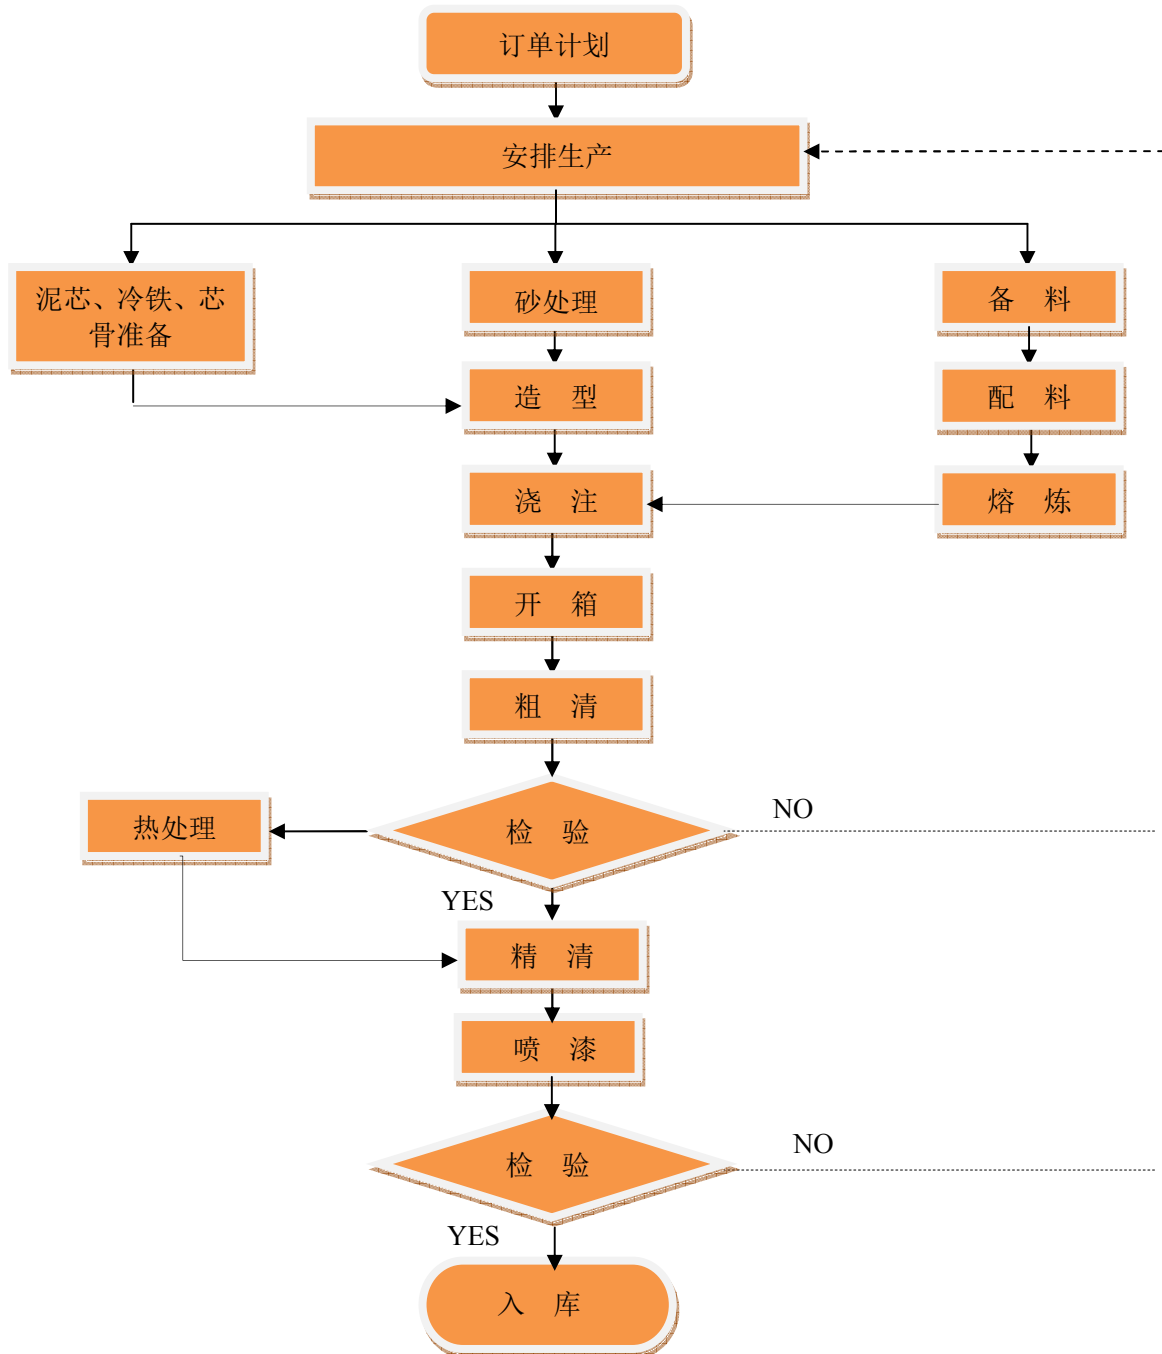 订单计划
安排生产
泥芯、冷铁、芯
骨准备
砂处理
备 料
造 型
配 料
浇 注
熔 炼
开 箱
粗 清
NO
热处理
检 验
YES
精 清
喷 漆
NO
检 验
YES
入 库